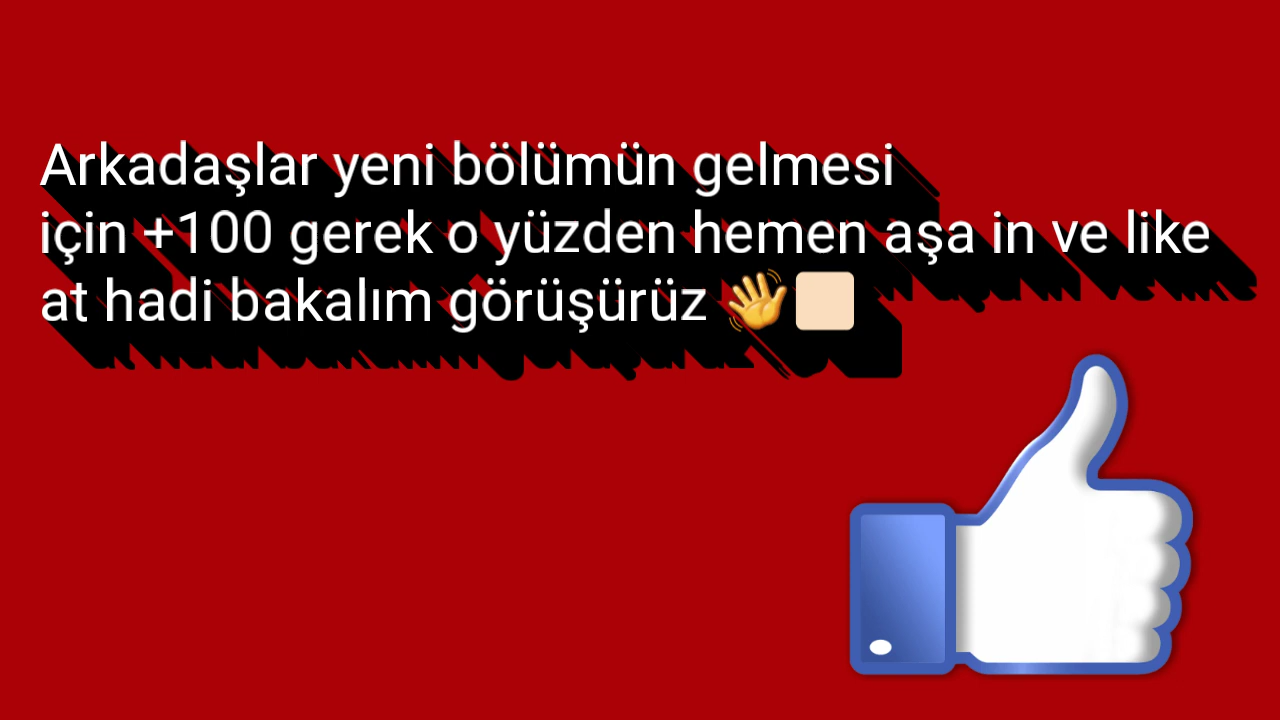 Arkadaşlar yeni bölümün gelmesi
için +100 gerek o yüzden hemen aşa in ve like
at hadi bakalım görüşürüz 👋🏻